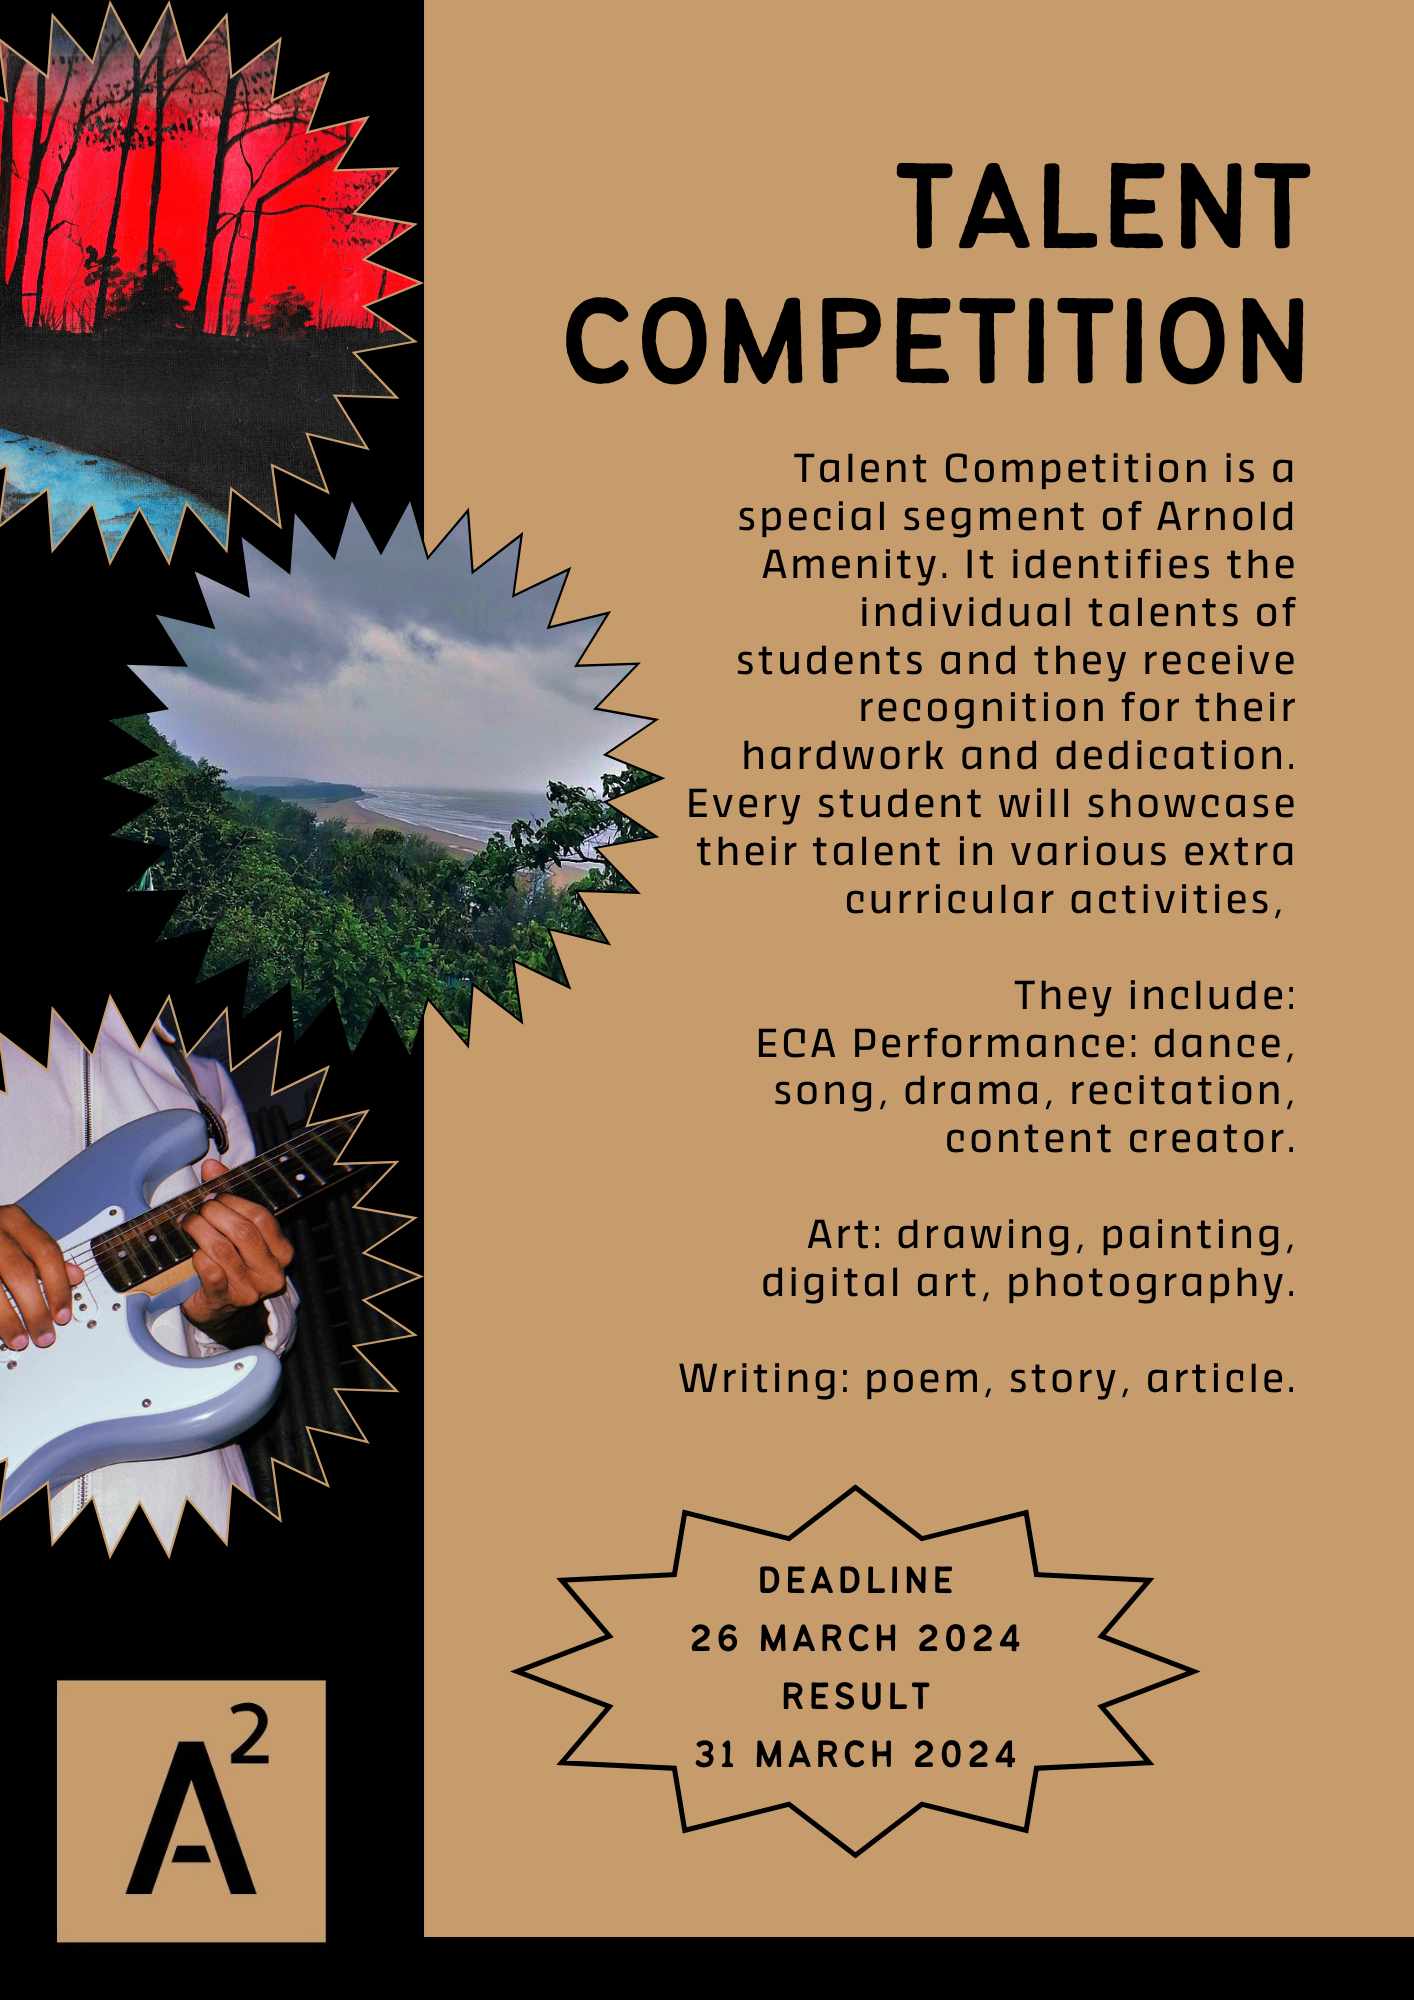 TALENT
COMPETITION
Talent Competition is a
special segment of Arnold
Amenity. It identifies the
individual talents of
students and they receive
recognition for their
hardwork and dedication.
Every student will showcase
their talent in various extra
curricular activities,
They include:
ECA Performance: dance,
song, drama, recitation,
content creator.
Art: drawing, painting,
digital art, photography.
Writing: poem, story, article.
DEADLINE
26 MARCH 2024
RESULT
31 MARCH 2024
A²